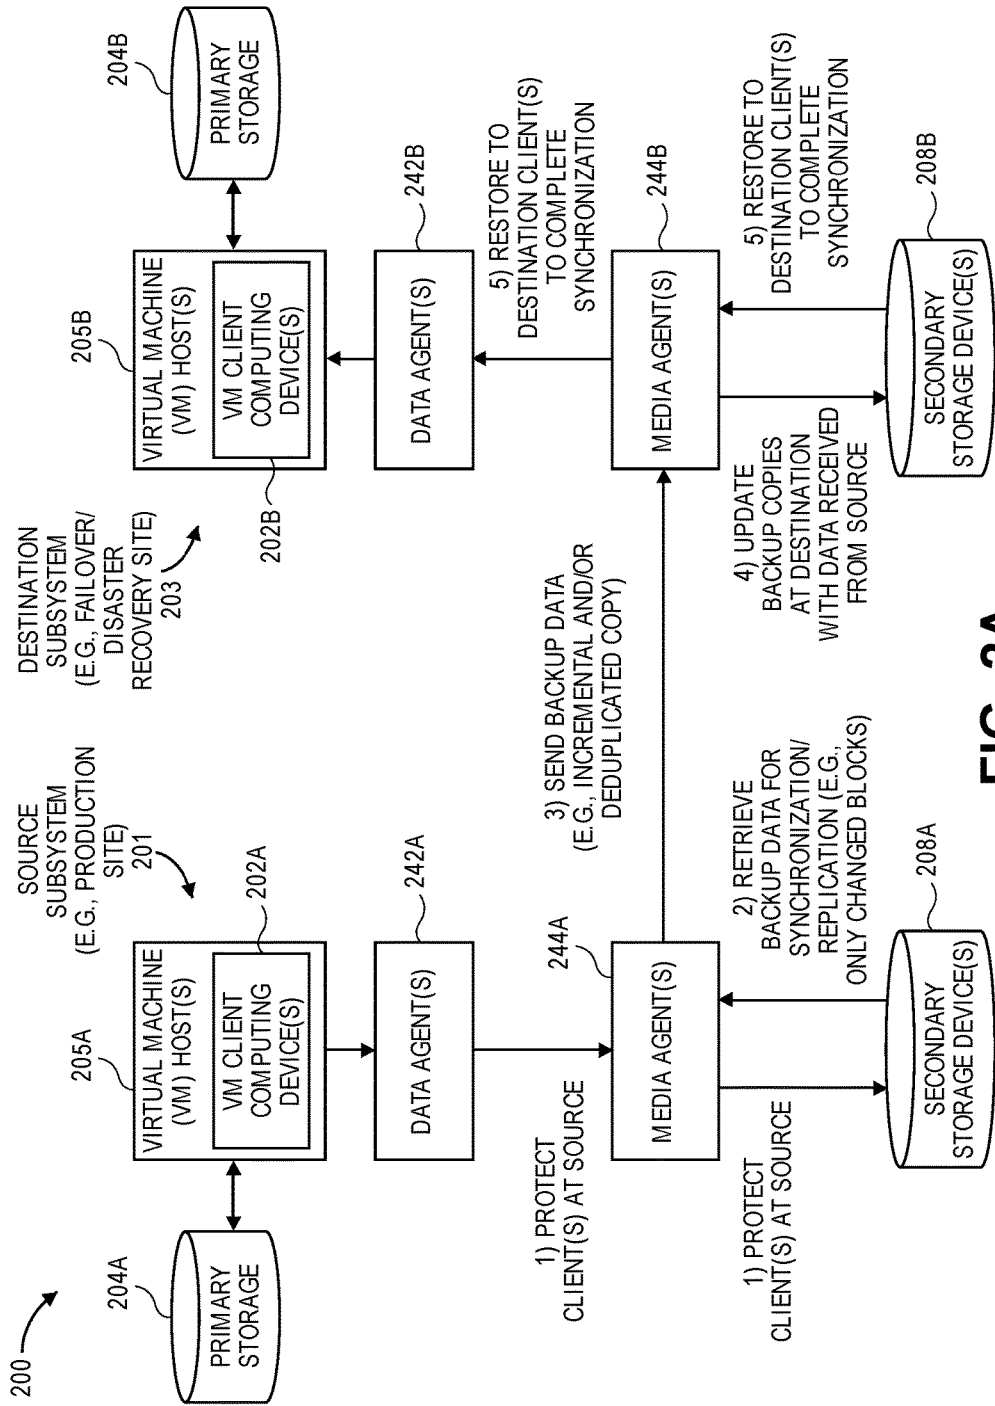 200
SOURCE
SUBSYSTEM
(E.G., PRODUCTION
SITE)
201
DESTINATION
SUBSYSTEM
(E.G., FAILOVER/
DISASTER
RECOVERY SITE)
203
204A
PRIMARY
STORAGE
205A
VIRTUAL MACHINE
(VM) HOST(S)
VM CLIENT
COMPUTING
DEVICE(S)
202A
205B
VIRTUAL MACHINE
(VM) HOST(S)
VM CLIENT
COMPUTING
DEVICE(S)
202B
204B
PRIMARY
STORAGE
DATA AGENT(S)
242A
DATA AGENT(S)
242B
1) PROTECT
CLIENT(S) AT SOURCE
3) SEND BACKUP DATA
(E.G., INCREMENTAL AND/OR
DEDUPLICATED COPY)
5) RESTORE TO
DESTINATION CLIENT(S)
TO COMPLETE
SYNCHRONIZATION
MEDIA AGENT(S)
244A
MEDIA AGENT(S)
244B
1) PROTECT
CLIENT(S) AT SOURCE
2) RETRIEVE
BACKUP DATA FOR
SYNCHRONIZATION/
REPLICATION (E.G.,
ONLY CHANGED BLOCKS)
4) UPDATE
BACKUP COPIES
AT DESTINATION
WITH DATA RECEIVED
FROM SOURCE
5) RESTORE TO
DESTINATION CLIENT(S)
TO COMPLETE
SYNCHRONIZATION
SECONDARY
STORAGE DEVICE(S)
208A
SECONDARY
STORAGE DEVICE(S)
208B